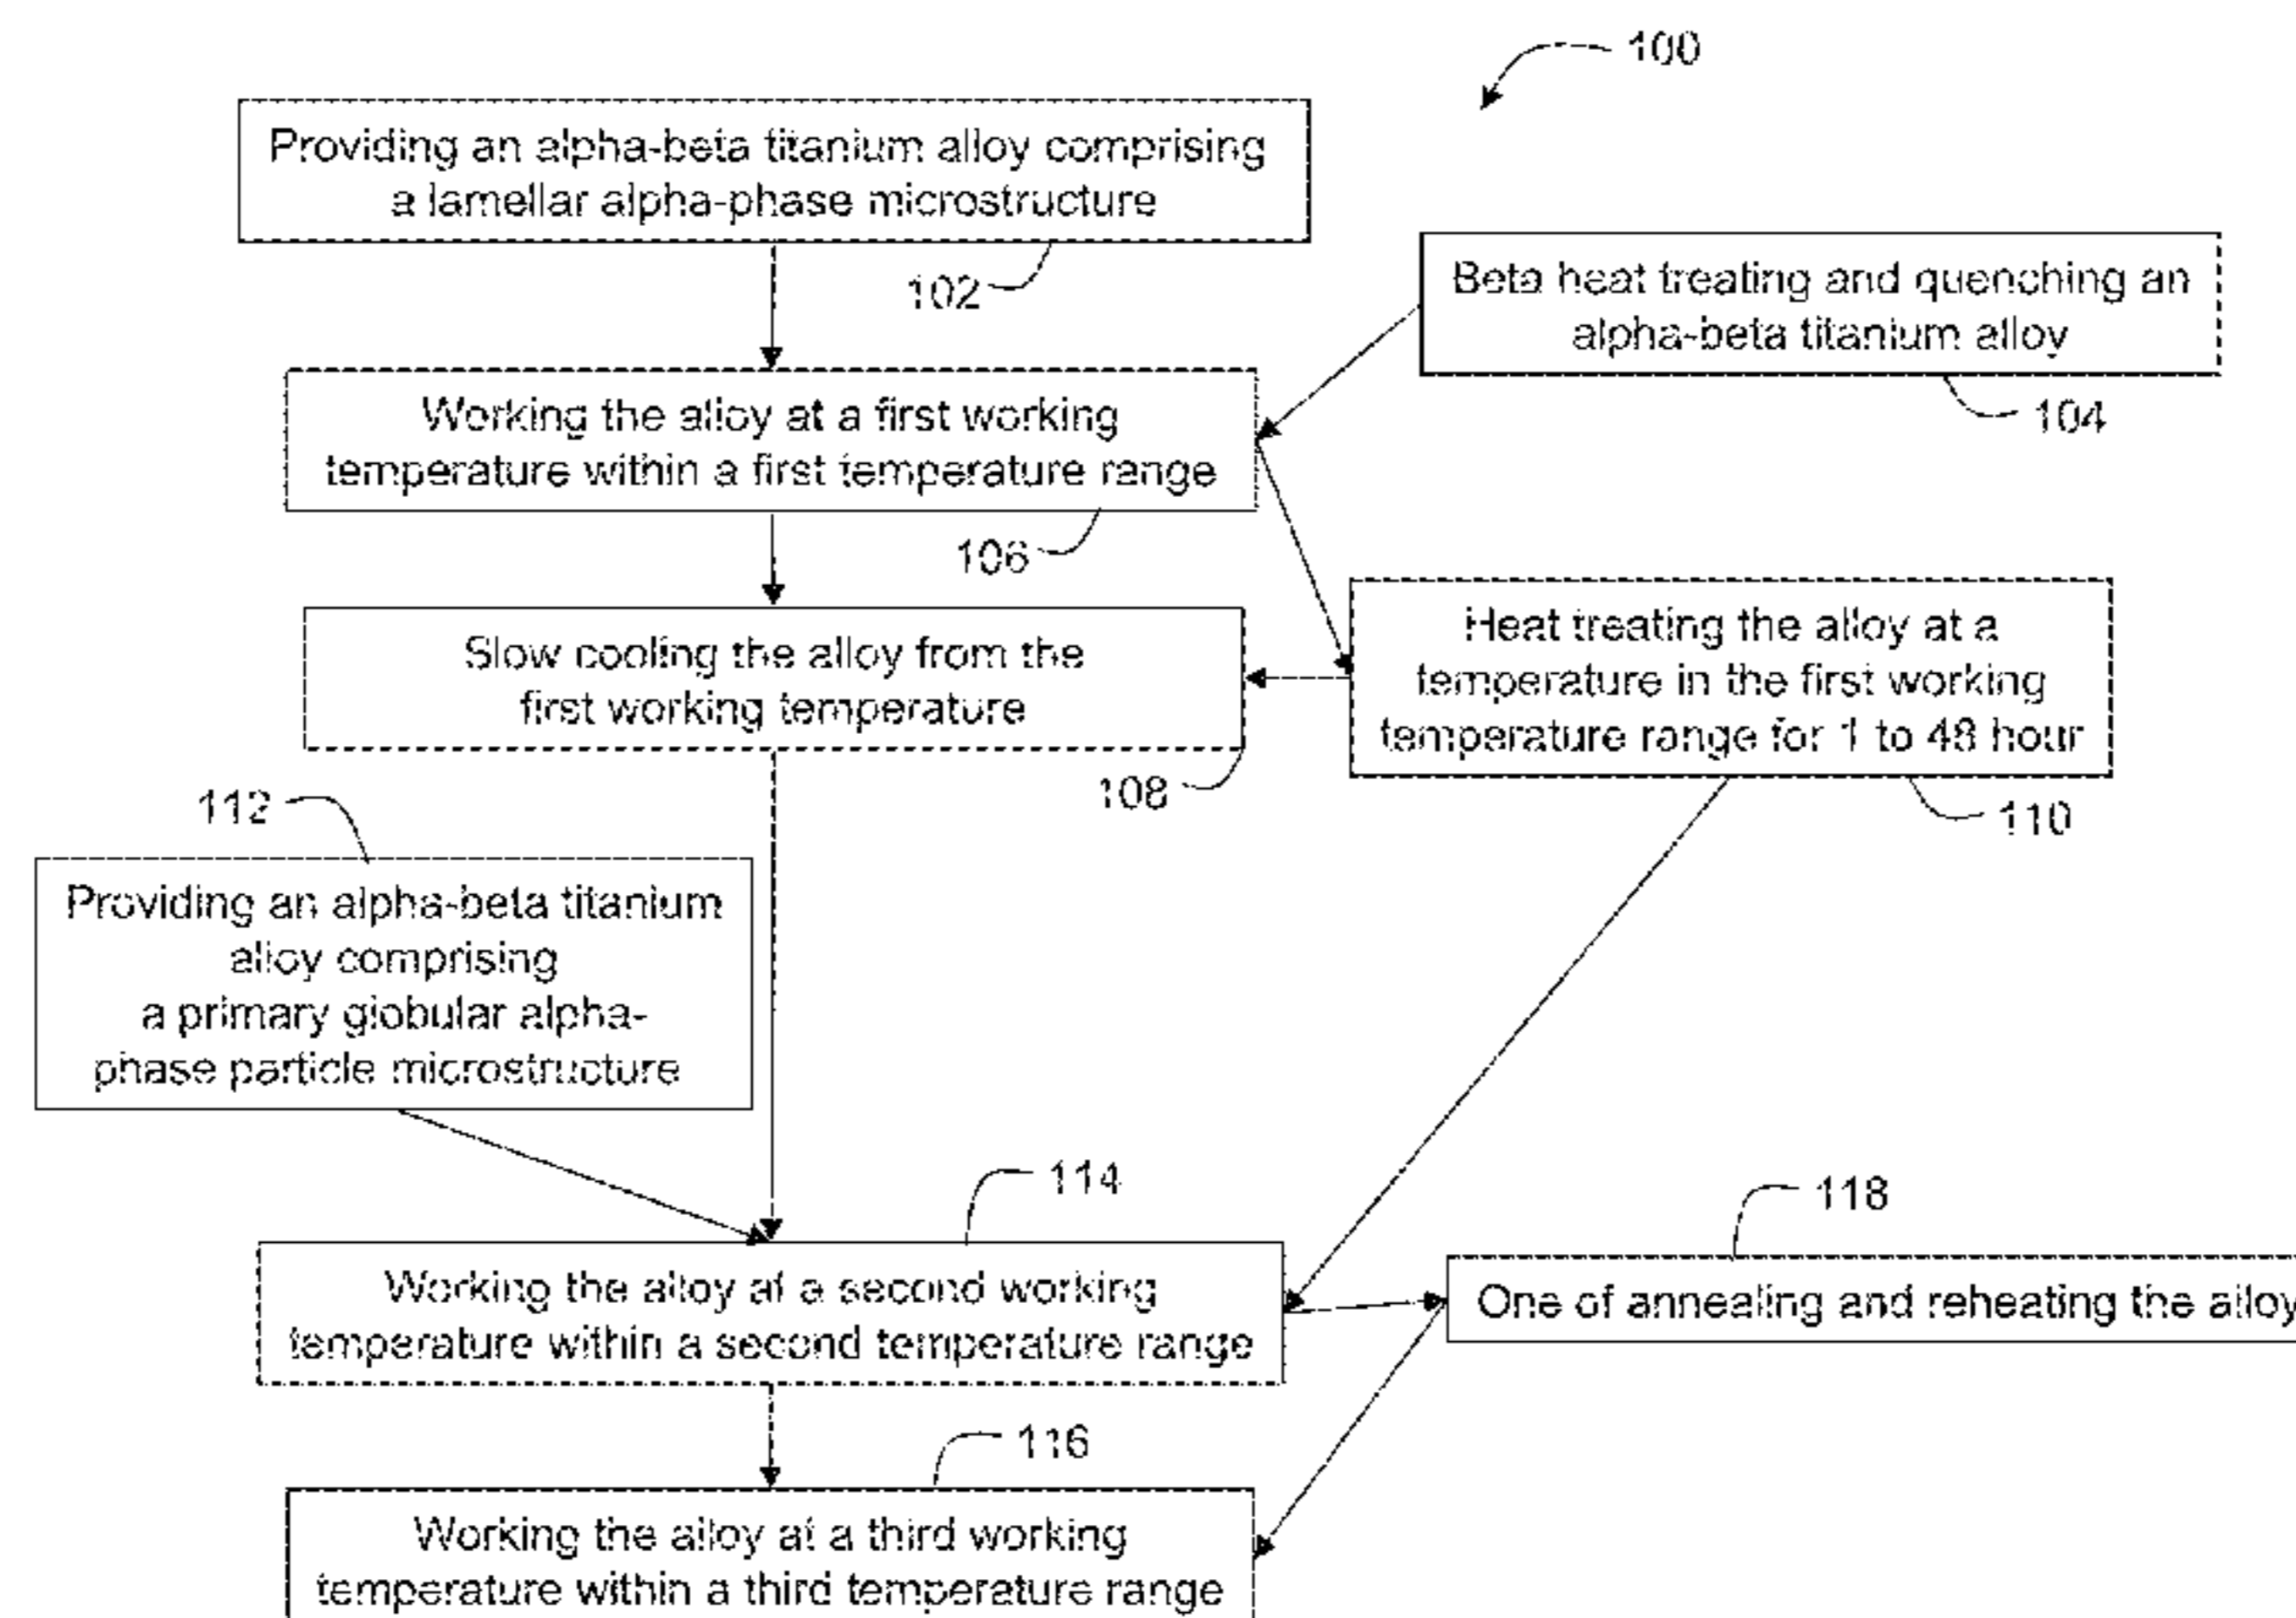 100
Providing an alpha-beta titanium alloy comprising
a lamellar alpha-phase microstructure
102
Beta heat treating and quenching an
alpha-beta titanium alloy
104
Working the alloy at a first working
temperature within a first temperature range
106
Slow cooling the alloy from the
first working temperature
108
Heat treating the alloy at a
temperature in the first working
temperature range for 1 to 48 hour
110
112
Providing an alpha-beta titanium
alloy comprising
a primary globular alpha-
phase particle microstructure
114
Working the alloy at a second working
temperature within a second temperature range
118
One of annealing and reheating the alloy
116
Working the alloy at a third working
temperature within a third temperature range